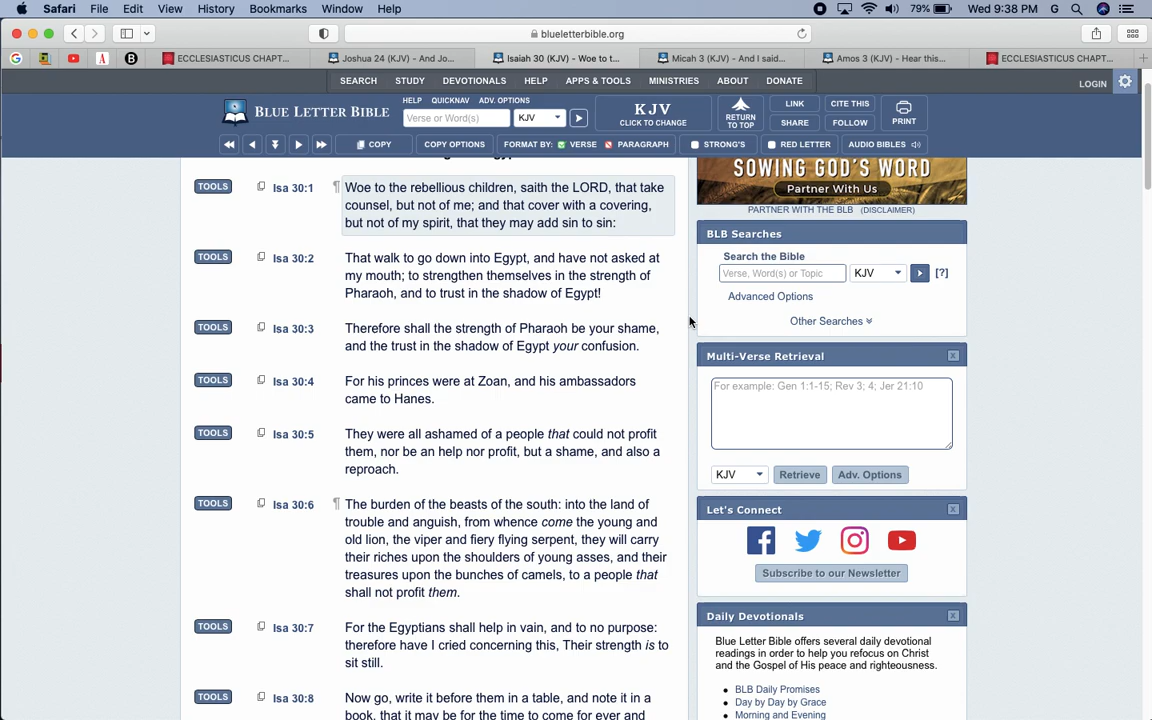 Safari File Edit View History Bookmarks Window Help 79% Wed 9:38 PM G
blueletterbible.org
ECCLESIASTICUS CHAPT... Joshua 24 (KJV) - And Jo... Isaiah 30 (KJV) - Woe to t... Micah 3 (KJV) - And I said... Amos 3 (KJV) - Hear this... ECCLESIASTICUS CHAPT...
SEARCH STUDY DEVOTIONALS HELP APPS & TOOLS MINISTRIES ABOUT DONATE LOGIN
BLUE LETTER BIBLE
HELP QUICKNAV ADV. OPTIONS
Verse or Word(s) KJV
KJV
CLICK TO CHANGE
RETURN
TO TOP
LINK CITE THIS
SHARE FOLLOW
PRINT
COPY COPY OPTIONS FORMAT BY: VERSE PARAGRAPH STRONG'S RED LETTER AUDIO BIBLES
TOOLS Isa 30:1 ¶ Woe to the rebellious children, saith the LORD, that take
counsel, but not of me; and that cover with a covering,
but not of my spirit, that they may add sin to sin:
TOOLS Isa 30:2 That walk to go down into Egypt, and have not asked at
my mouth; to strengthen themselves in the strength of
Pharaoh, and to trust in the shadow of Egypt!
TOOLS Isa 30:3 Therefore shall the strength of Pharaoh be your shame,
and the trust in the shadow of Egypt your confusion.
TOOLS Isa 30:4 For his princes were at Zoan, and his ambassadors
came to Hanes.
TOOLS Isa 30:5 They were all ashamed of a people that could not profit
them, nor be an help nor profit, but a shame, and also a
reproach.
TOOLS Isa 30:6 ¶ The burden of the beasts of the south: into the land of
trouble and anguish, from whence come the young and
old lion, the viper and fiery flying serpent, they will carry
their riches upon the shoulders of young asses, and their
treasures upon the bunches of camels, to a people that
shall not profit them.
TOOLS Isa 30:7 For the Egyptians shall help in vain, and to no purpose:
therefore have I cried concerning this, Their strength is to
sit still.
TOOLS Isa 30:8 Now go, write it before them in a table, and note it in a
book, that it may be for the time to come for ever and
SOWING GOD'S WORD
Partner With Us
PARTNER WITH THE BLB (DISCLAIMER)
BLB Searches
Search the Bible
Verse, Word(s) or Topic KJV [?]
Advanced Options
Other Searches
Multi-Verse Retrieval
For example: Gen 1:1-15; Rev 3; 4; Jer 21:10
KJV Retrieve Adv. Options
Let's Connect
Subscribe to our Newsletter
Daily Devotionals
Blue Letter Bible offers several daily devotional
readings in order to help you refocus on Christ
and the Gospel of His peace and righteousness.
BLB Daily Promises
Day by Day by Grace
Morning and Evening